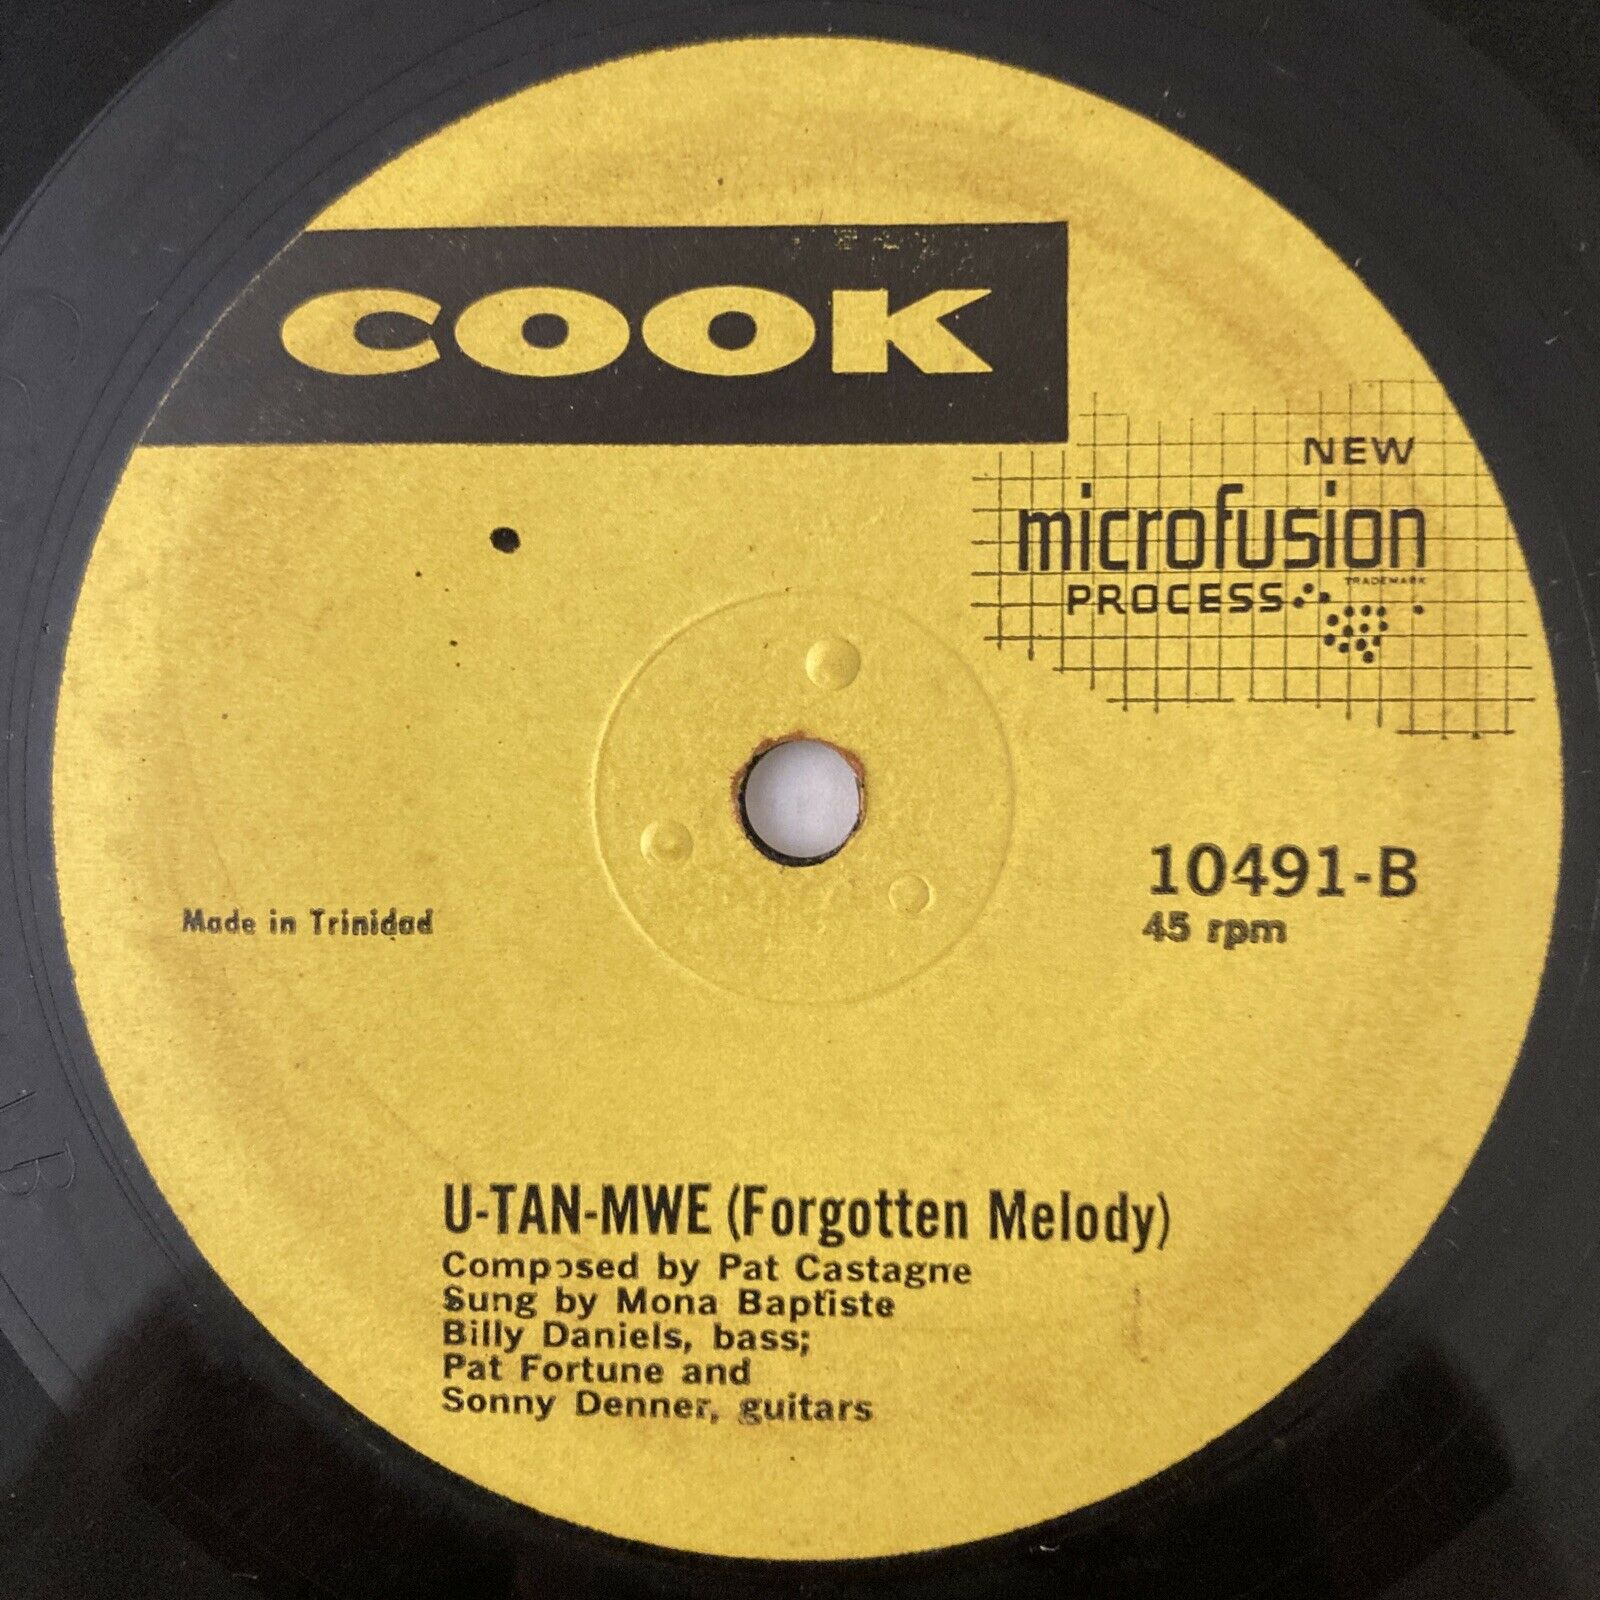 COOK
NEW
microfusion
TRADEMARK
PROCESS
10491-B
45 rpm
Made in Trinidad
U-TAN-MWE (Forgotten Melody)
Composed by Pat Castagne
Sung by Mona Baptiste
Billy Daniels, bass;
Pat Fortune and
Sonny Denner, guitars